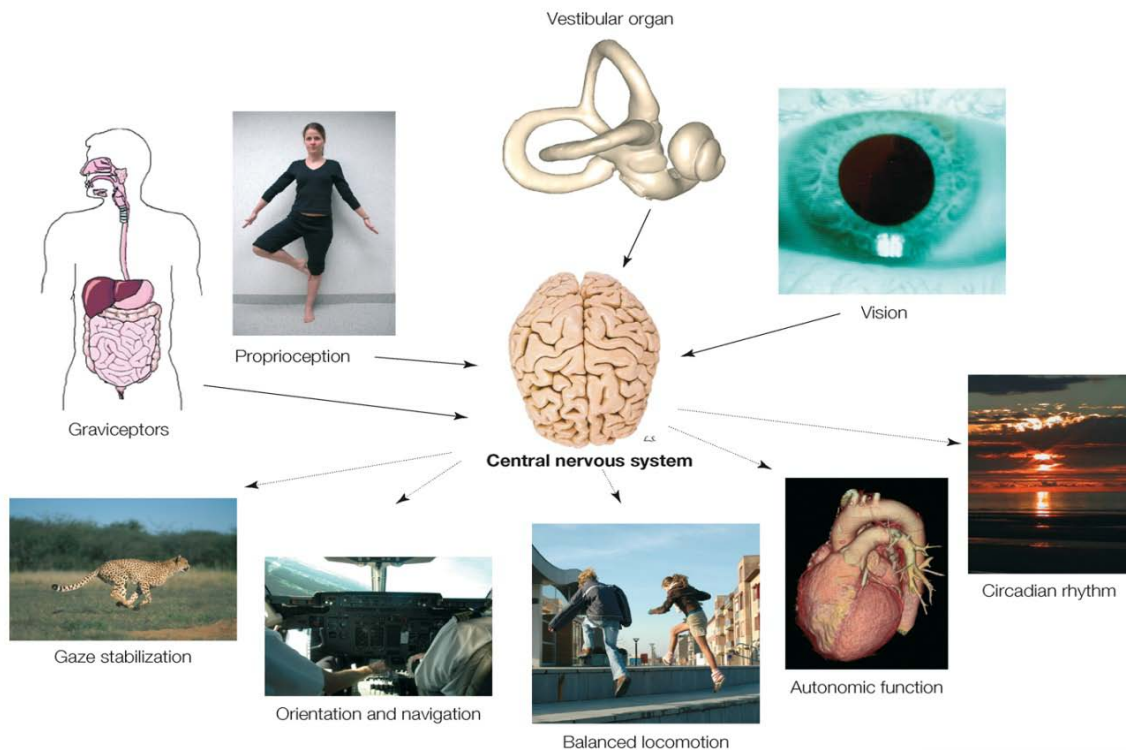 Vestibular organ
Vision
Proprioception
Graviceptors
Central nervous system
Circadian rhythm
Gaze stabilization
Autonomic function
Orientation and navigation
Balanced locomotion